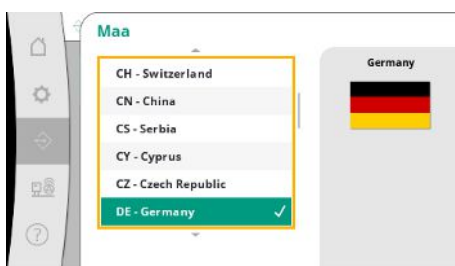 Maa
CH - Switzerland
CN - China
CS - Serbia
CY - Cyprus
CZ - Czech Republic
DE - Germany
Germany
?